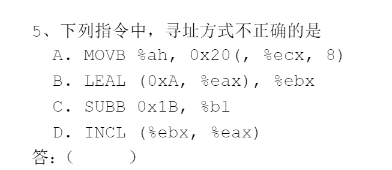 5、下列指令中，寻址方式不正确的是
A. MOVB %ah, 0x20(, %ecx, 8)
B. LEAL (0xA, %eax), %ebx
C. SUBB 0x1B, %bl
D. INCL (%ebx, %eax)
答：(      )